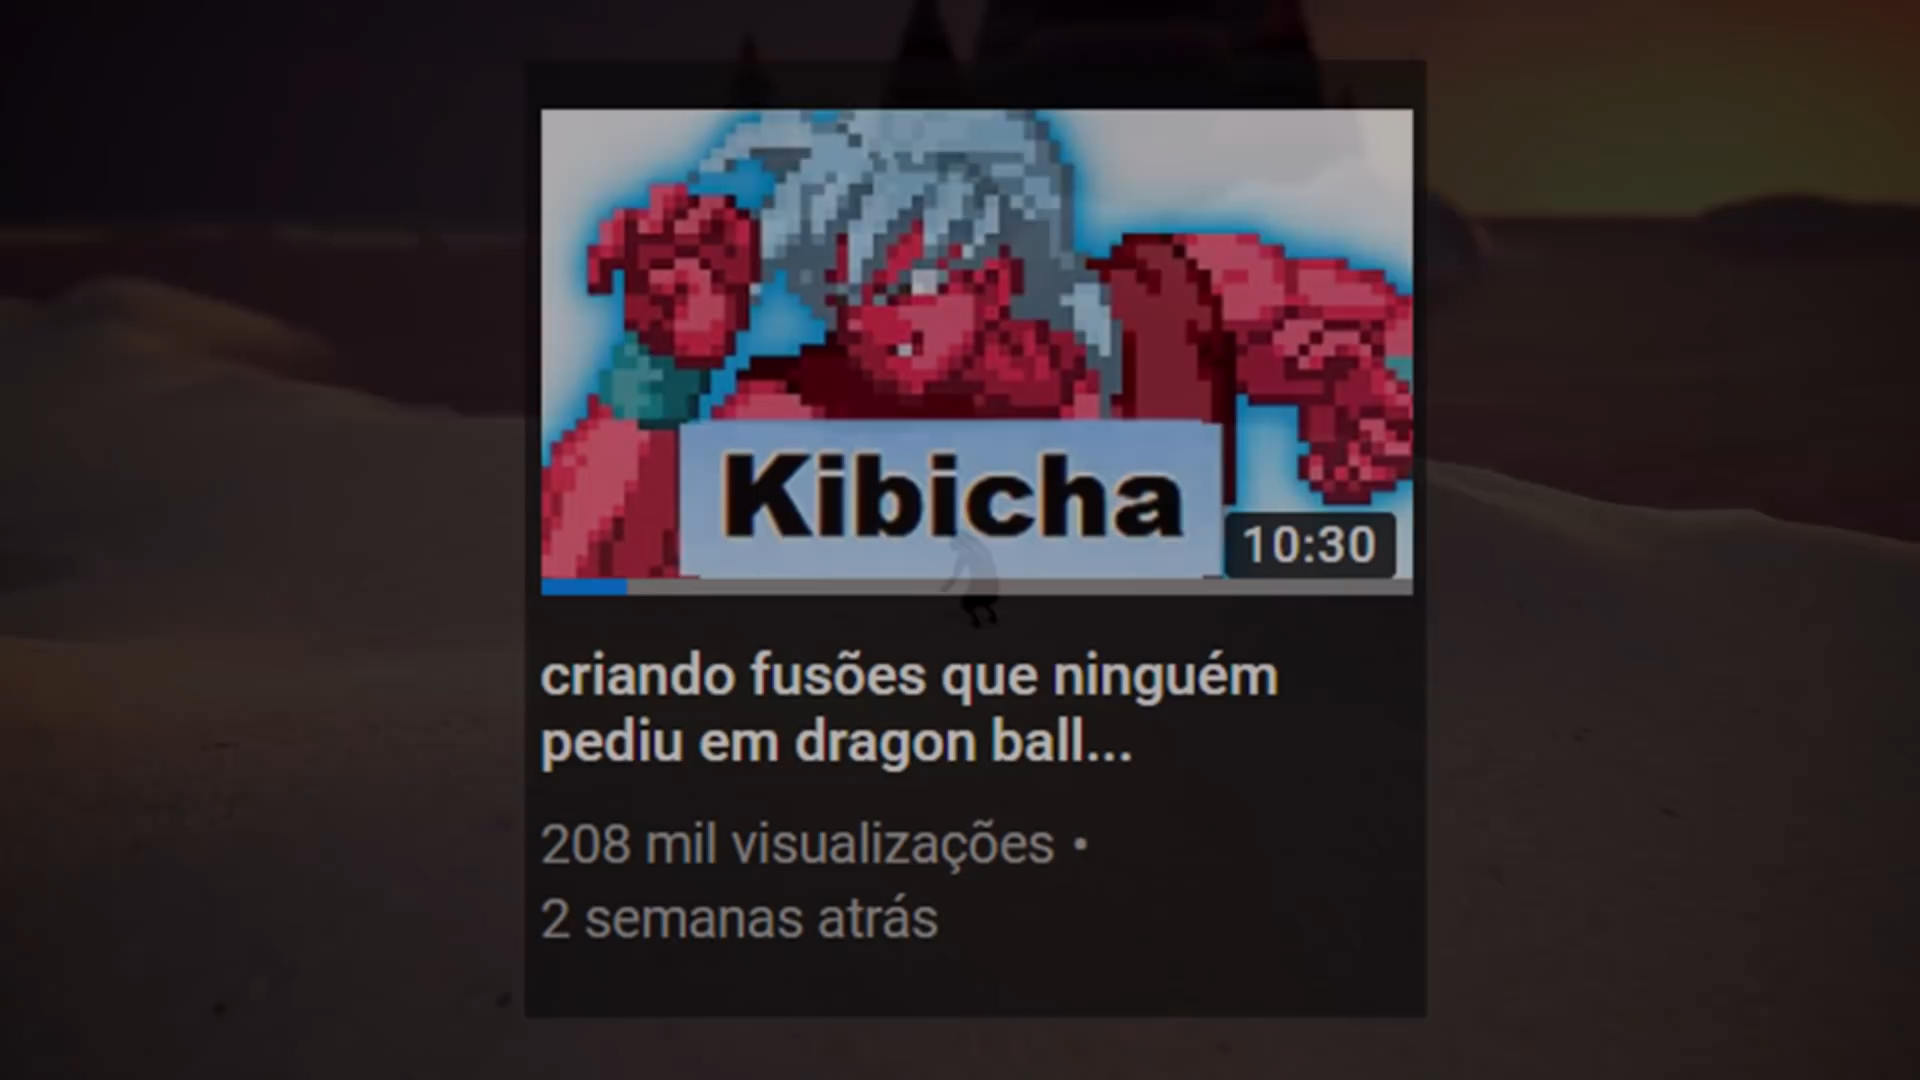 Kibicha
10:30
criando fusões que ninguém
pediu em dragon ball...
208 mil visualizações •
2 semanas atrás